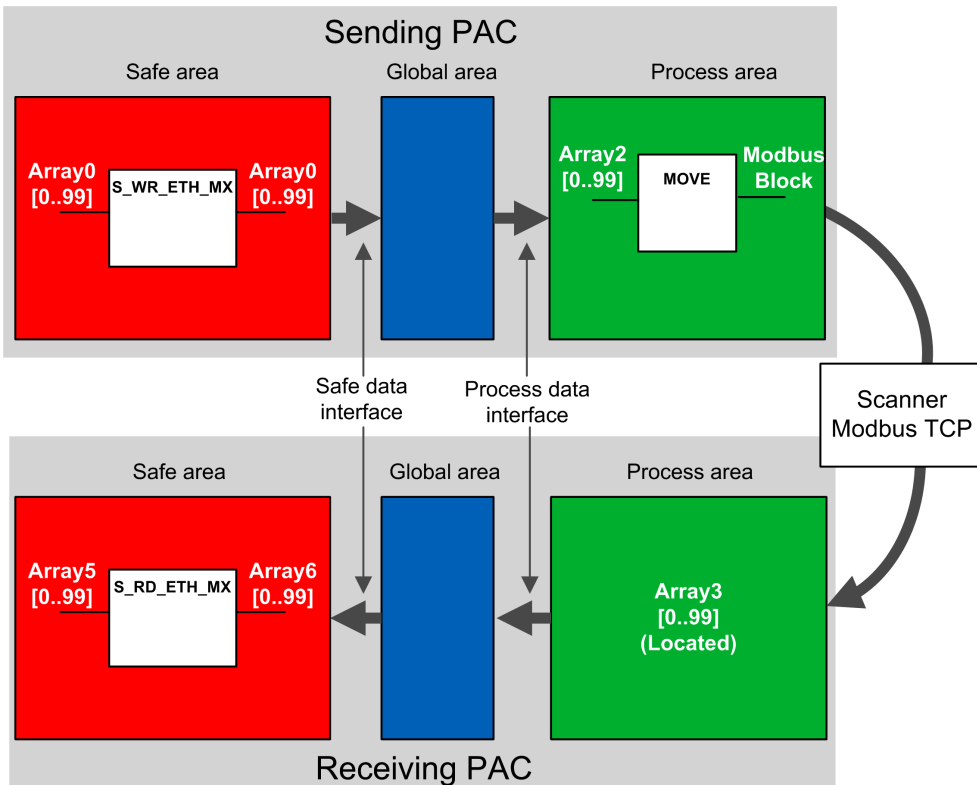 Sending PAC
Safe area
Global area
Process area
Array0
[0..99]
S_WR_ETH_MX
Array0
[0..99]
Array2
[0..99]
MOVE
Modbus
Block
Safe data
interface
Process data
interface
Scanner
Modbus TCP
Safe area
Global area
Process area
Array5
[0..99]
S_RD_ETH_MX
Array6
[0..99]
Array3
[0..99]
(Located)
Receiving PAC